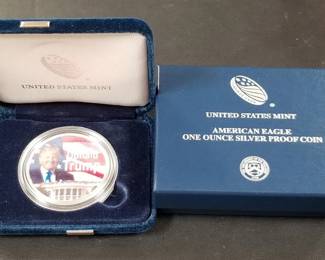 UNITED STATES MINT
Donald
Trump
UNITED STATES MINT
AMERICAN EAGLE
ONE OUNCE SILVER PROOF COIN